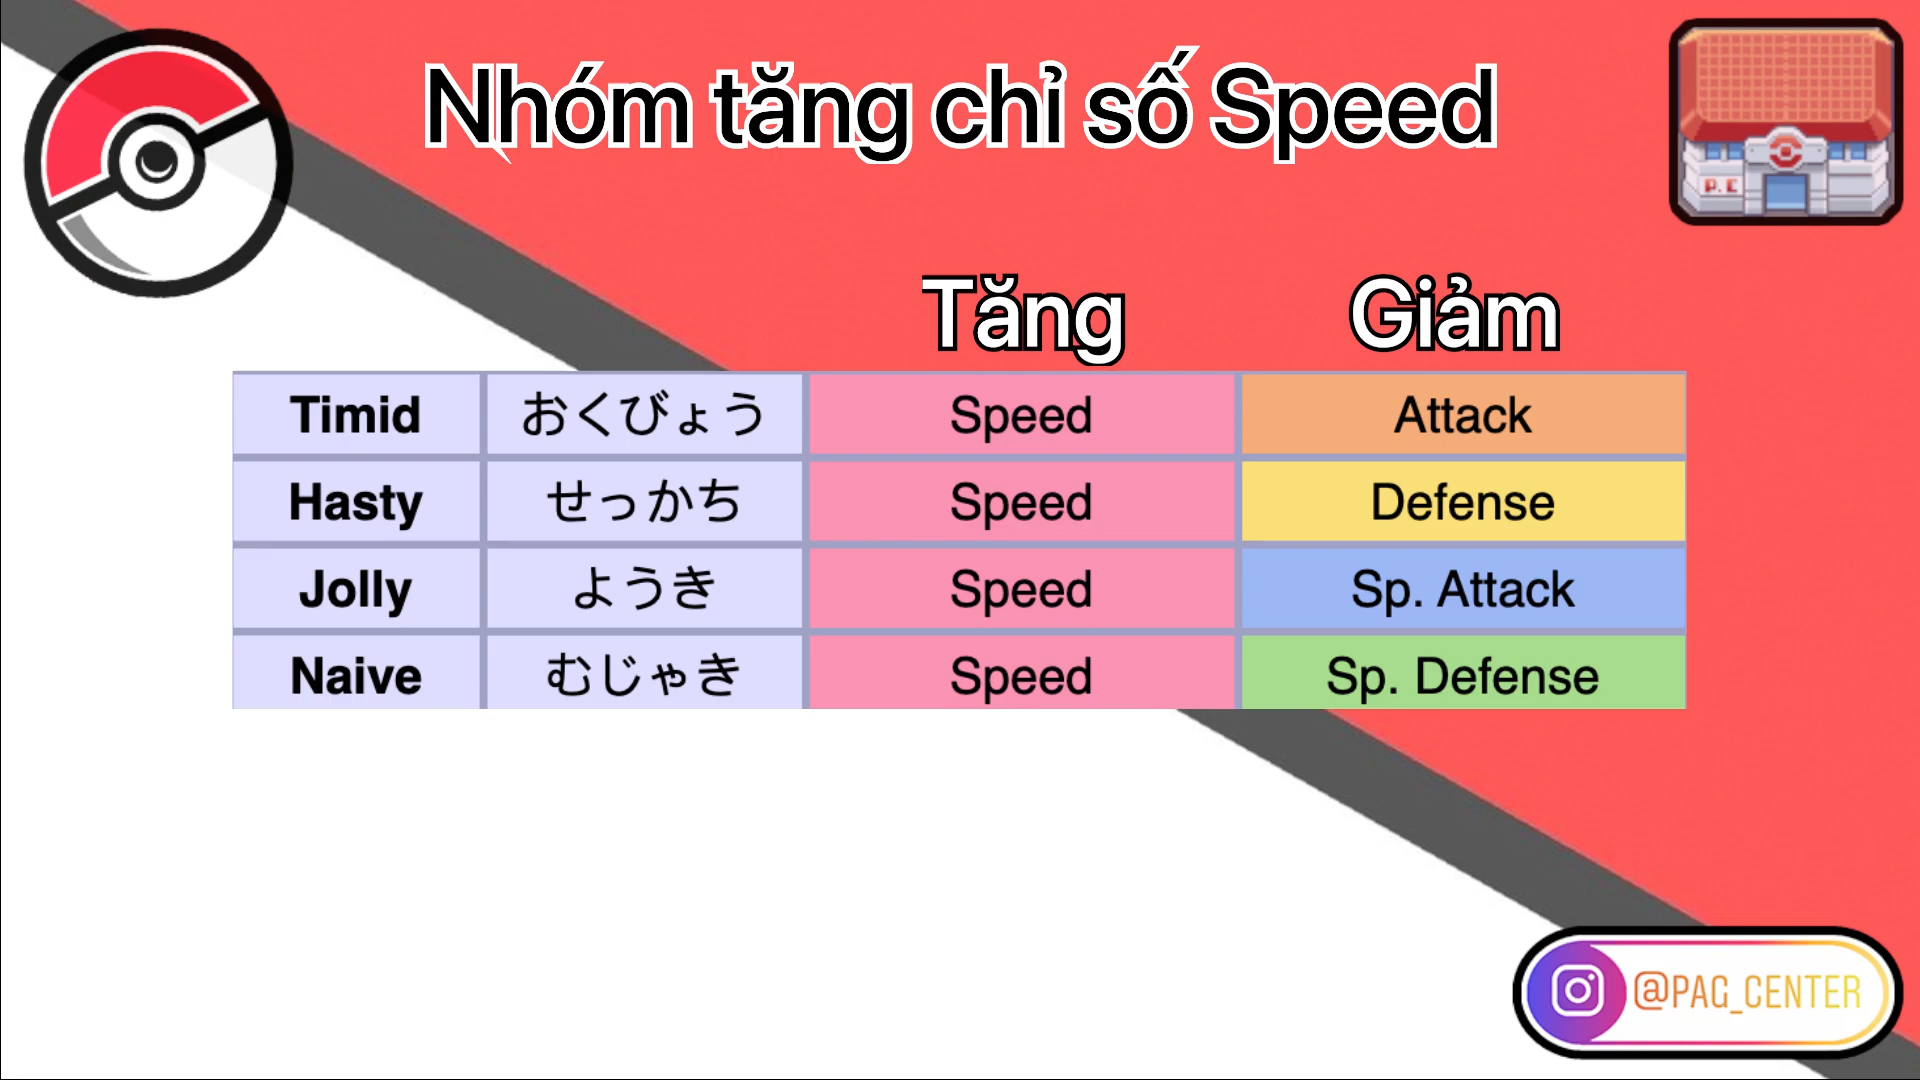 Nhóm tăng chỉ số Speed
P.C
Tăng Giảm
Timid おくびょう Speed Attack
Hasty せっかち Speed Defense
Jolly ようき Speed Sp. Attack
Naive むじゃき Speed Sp. Defense
@PAG_CENTER